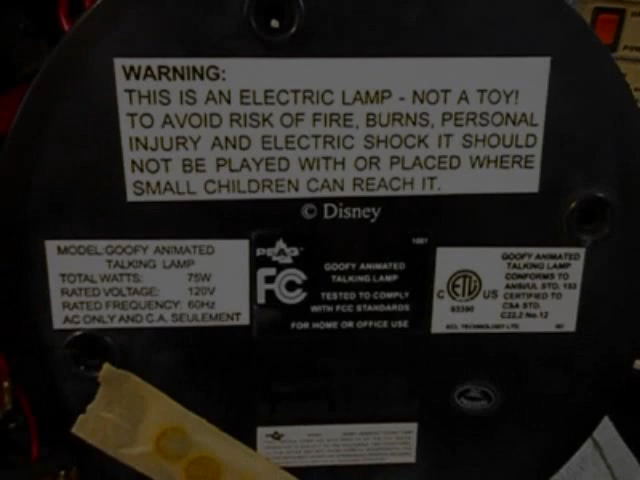 WARNING:
THIS IS AN ELECTRIC LAMP - NOT A TOY!
TO AVOID RISK OF FIRE, BURNS, PERSONAL
INJURY AND ELECTRIC SHOCK IT SHOULD
NOT BE PLAYED WITH OR PLACED WHERE
SMALL CHILDREN CAN REACH IT.
© Disney
MODEL:GOOFY ANIMATED
TALKING LAMP
TOTAL WATTS: 75W
RATED VOLTAGE: 120V
RATED FREQUENCY: 60Hz
AC ONLY AND C.A. SEULEMENT
1001
FC
GOOFY ANIMATED
TALKING LAMP
TESTED TO COMPLY
WITH FCC STANDARDS
FOR HOME OR OFFICE USE
GOOFY ANIMATED
TALKING LAMP
CONFORMS TO
ANSI/UL STD. 153
CERTIFIED TO
CSA STD.
C22.2 No.12
C ETL US
TECHNOLOGY LTD.